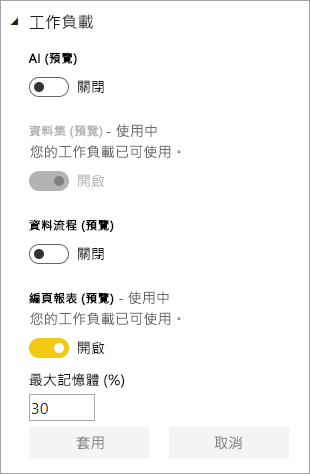 工作負載
AI (預覽)
關閉
資料集 (預覽) - 使用中
您的工作負載已可使用。
開啟
資料流程 (預覽)
關閉
編頁報表 (預覽) - 使用中
您的工作負載已可使用。
開啟
最大記憶體 (%)
30
套用 取消